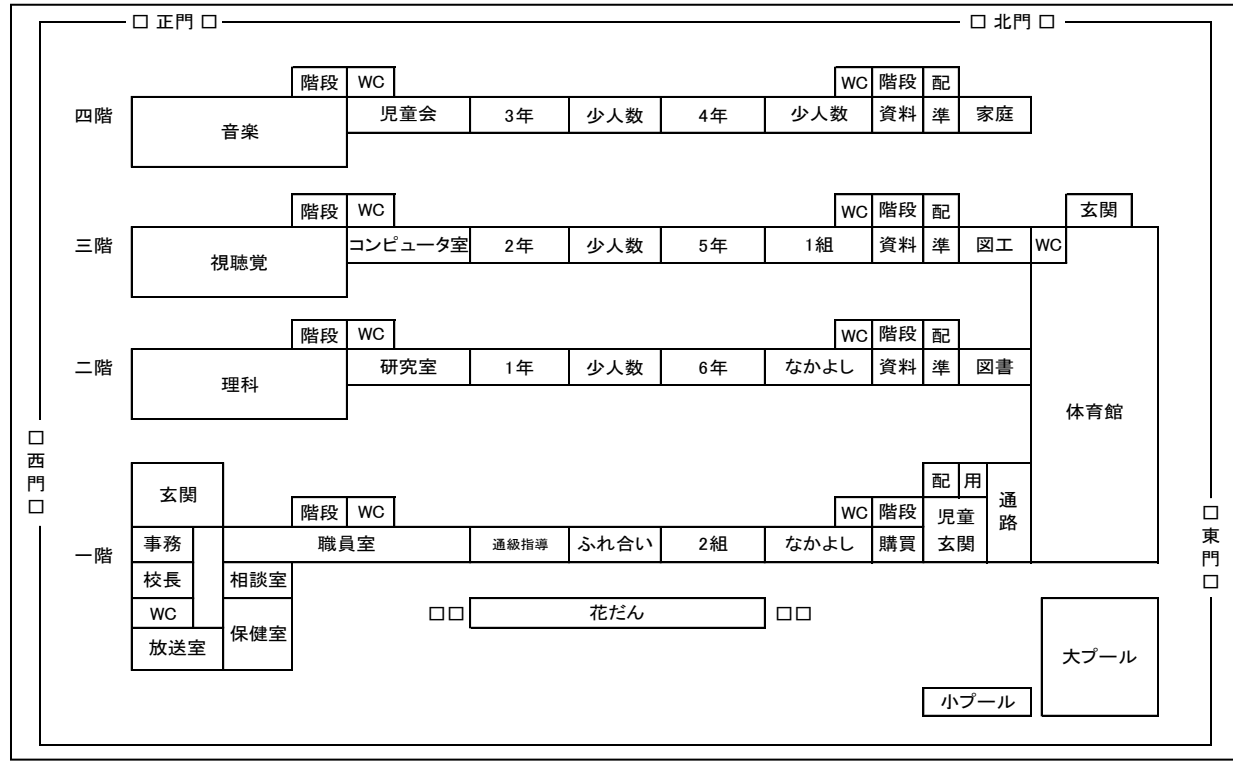 □ 正門 □ □ 北門 □
階段 WC WC 階段 配
四階 音楽 児童会 3年 少人数 4年 少人数 資料 準 家庭
階段 WC WC 階段 配 玄関
三階 視聴覚 コンピュータ室 2年 少人数 5年 1組 資料 準 図工 WC
階段 WC WC 階段 配
二階 理科 研究室 1年 少人数 6年 なかよし 資料 準 図書
体育館
□西門□
玄関 配 用 通路
階段 WC WC 階段 児童玄関
一階 事務 職員室 通級指導 ふれ合い 2組 なかよし 購買
□東門□
校長 相談室
WC □□ 花だん □□
放送室 保健室 大プール
小プール